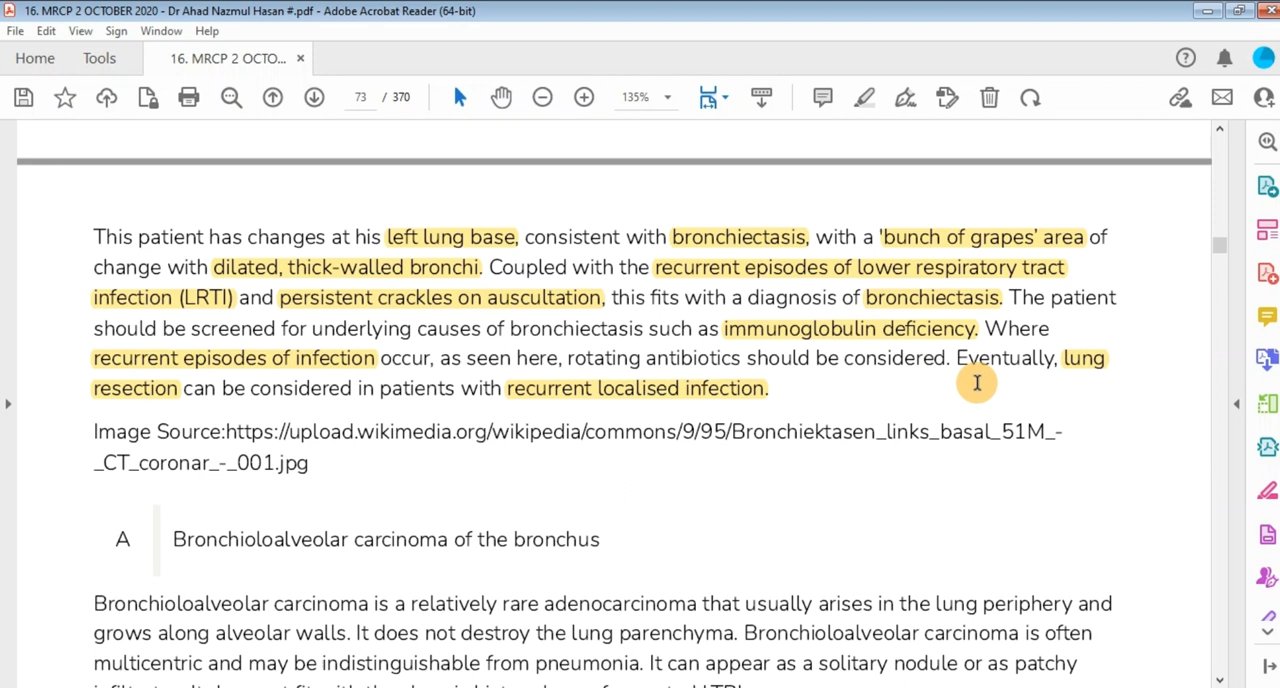 16. MRCP 2 OCTOBER 2020 - Dr Ahad Nazmul Hasan #.pdf - Adobe Acrobat Reader (64-bit)
File Edit View Sign Window Help
Home Tools 16. MRCP 2 OCTO... ×
73 / 370 135%
This patient has changes at his left lung base, consistent with bronchiectasis, with a 'bunch of grapes' area of
change with dilated, thick-walled bronchi. Coupled with the recurrent episodes of lower respiratory tract
infection (LRTI) and persistent crackles on auscultation, this fits with a diagnosis of bronchiectasis. The patient
should be screened for underlying causes of bronchiectasis such as immunoglobulin deficiency. Where
recurrent episodes of infection occur, as seen here, rotating antibiotics should be considered. Eventually, lung
resection can be considered in patients with recurrent localised infection.
Image Source:https://upload.wikimedia.org/wikipedia/commons/9/95/Bronchiektasen_links_basal_51M_-
_CT_coronar_-_001.jpg
A Bronchioloalveolar carcinoma of the bronchus
Bronchioloalveolar carcinoma is a relatively rare adenocarcinoma that usually arises in the lung periphery and
grows along alveolar walls. It does not destroy the lung parenchyma. Bronchioloalveolar carcinoma is often
multicentric and may be indistinguishable from pneumonia. It can appear as a solitary nodule or as patchy